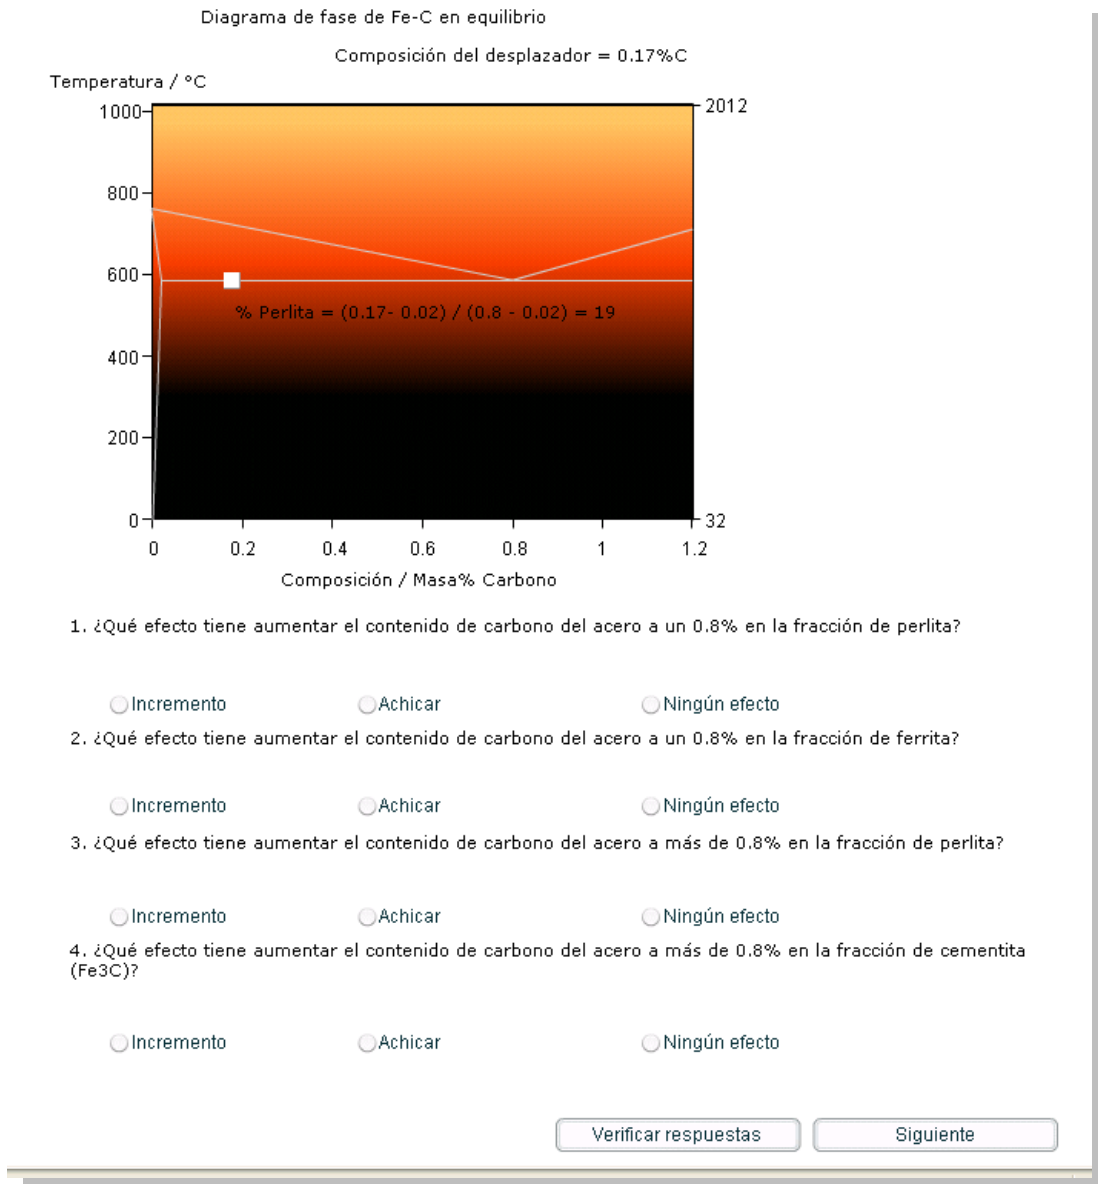 Diagrama de fase de Fe-C en equilibrio
Composición del desplazador = 0.17%C
Temperatura / °C
1000
2012
800
600
% Perlita = (0.17- 0.02) / (0.8 - 0.02) = 19
400
200
0
32
0 0.2 0.4 0.6 0.8 1 1.2
Composición / Masa% Carbono
1. ¿Qué efecto tiene aumentar el contenido de carbono del acero a un 0.8% en la fracción de perlita?
Incremento Achicar Ningún efecto
2. ¿Qué efecto tiene aumentar el contenido de carbono del acero a un 0.8% en la fracción de ferrita?
Incremento Achicar Ningún efecto
3. ¿Qué efecto tiene aumentar el contenido de carbono del acero a más de 0.8% en la fracción de perlita?
Incremento Achicar Ningún efecto
4. ¿Qué efecto tiene aumentar el contenido de carbono del acero a más de 0.8% en la fracción de cementita
(Fe3C)?
Incremento Achicar Ningún efecto
Verificar respuestas Siguiente